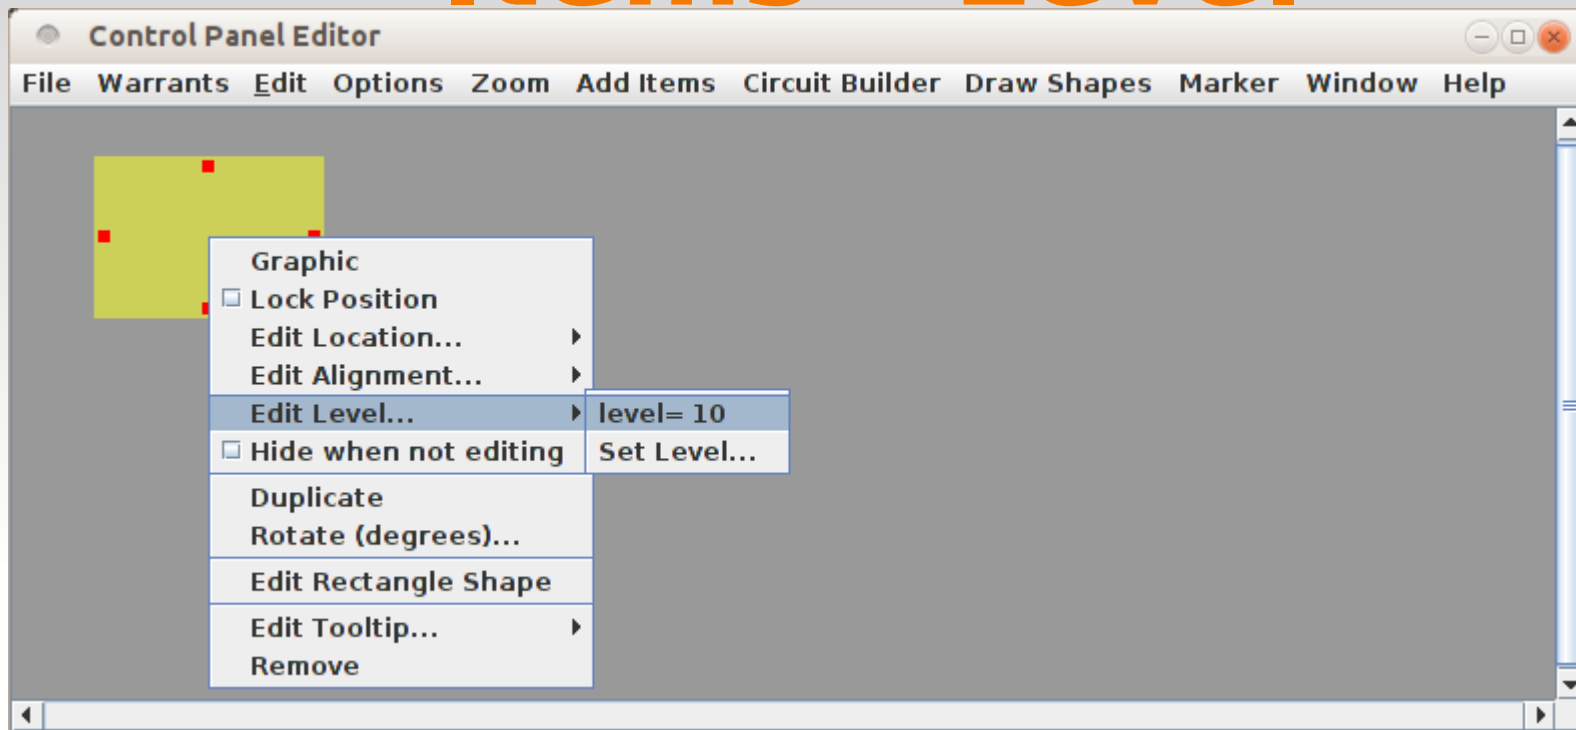 Items - Level
Control Panel Editor
File Warrants Edit Options Zoom Add Items Circuit Builder Draw Shapes Marker Window Help
Graphic
Lock Position
Edit Location...
Edit Alignment...
Edit Level...
level= 10
Hide when not editing
Set Level...
Duplicate
Rotate (degrees)...
Edit Rectangle Shape
Edit Tooltip...
Remove